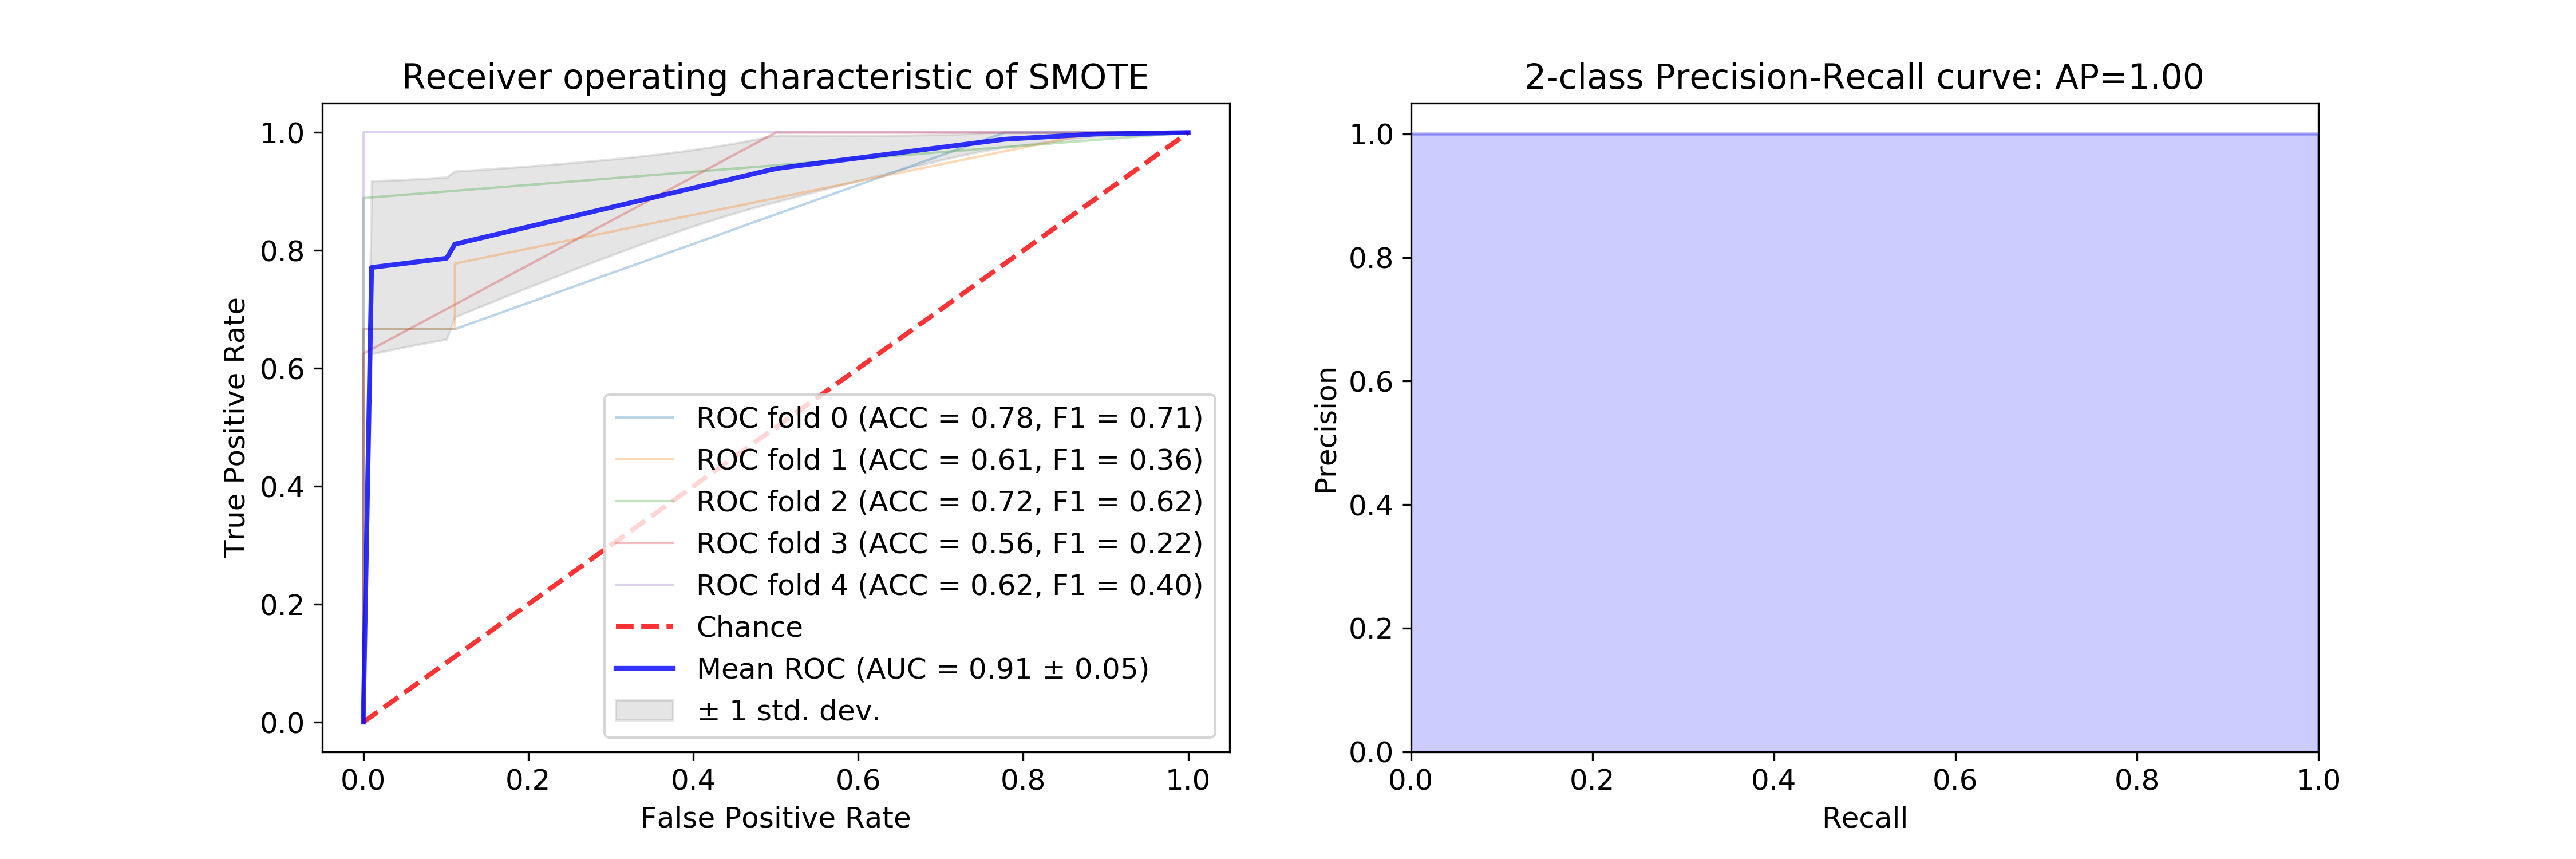 Receiver operating characteristic of SMOTE
True Positive Rate
1.0
0.8
0.6
0.4
0.2
0.0
ROC fold 0 (ACC = 0.78, F1 = 0.71)
ROC fold 1 (ACC = 0.61, F1 = 0.36)
ROC fold 2 (ACC = 0.72, F1 = 0.62)
ROC fold 3 (ACC = 0.56, F1 = 0.22)
ROC fold 4 (ACC = 0.62, F1 = 0.40)
Chance
Mean ROC (AUC = 0.91 ± 0.05)
± 1 std. dev.
0.0 0.2 0.4 0.6 0.8 1.0
False Positive Rate
2-class Precision-Recall curve: AP=1.00
Precision
1.0
0.8
0.6
0.4
0.2
0.0
0.0 0.2 0.4 0.6 0.8 1.0
Recall